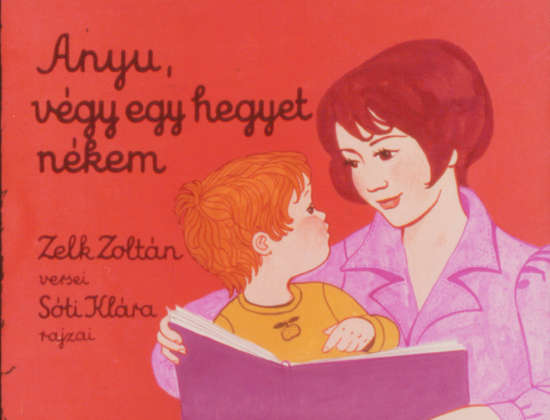 Anyu,
végy egy hegyet
nékem
Zelk Zoltán
versei
Sóti Klára
rajzai